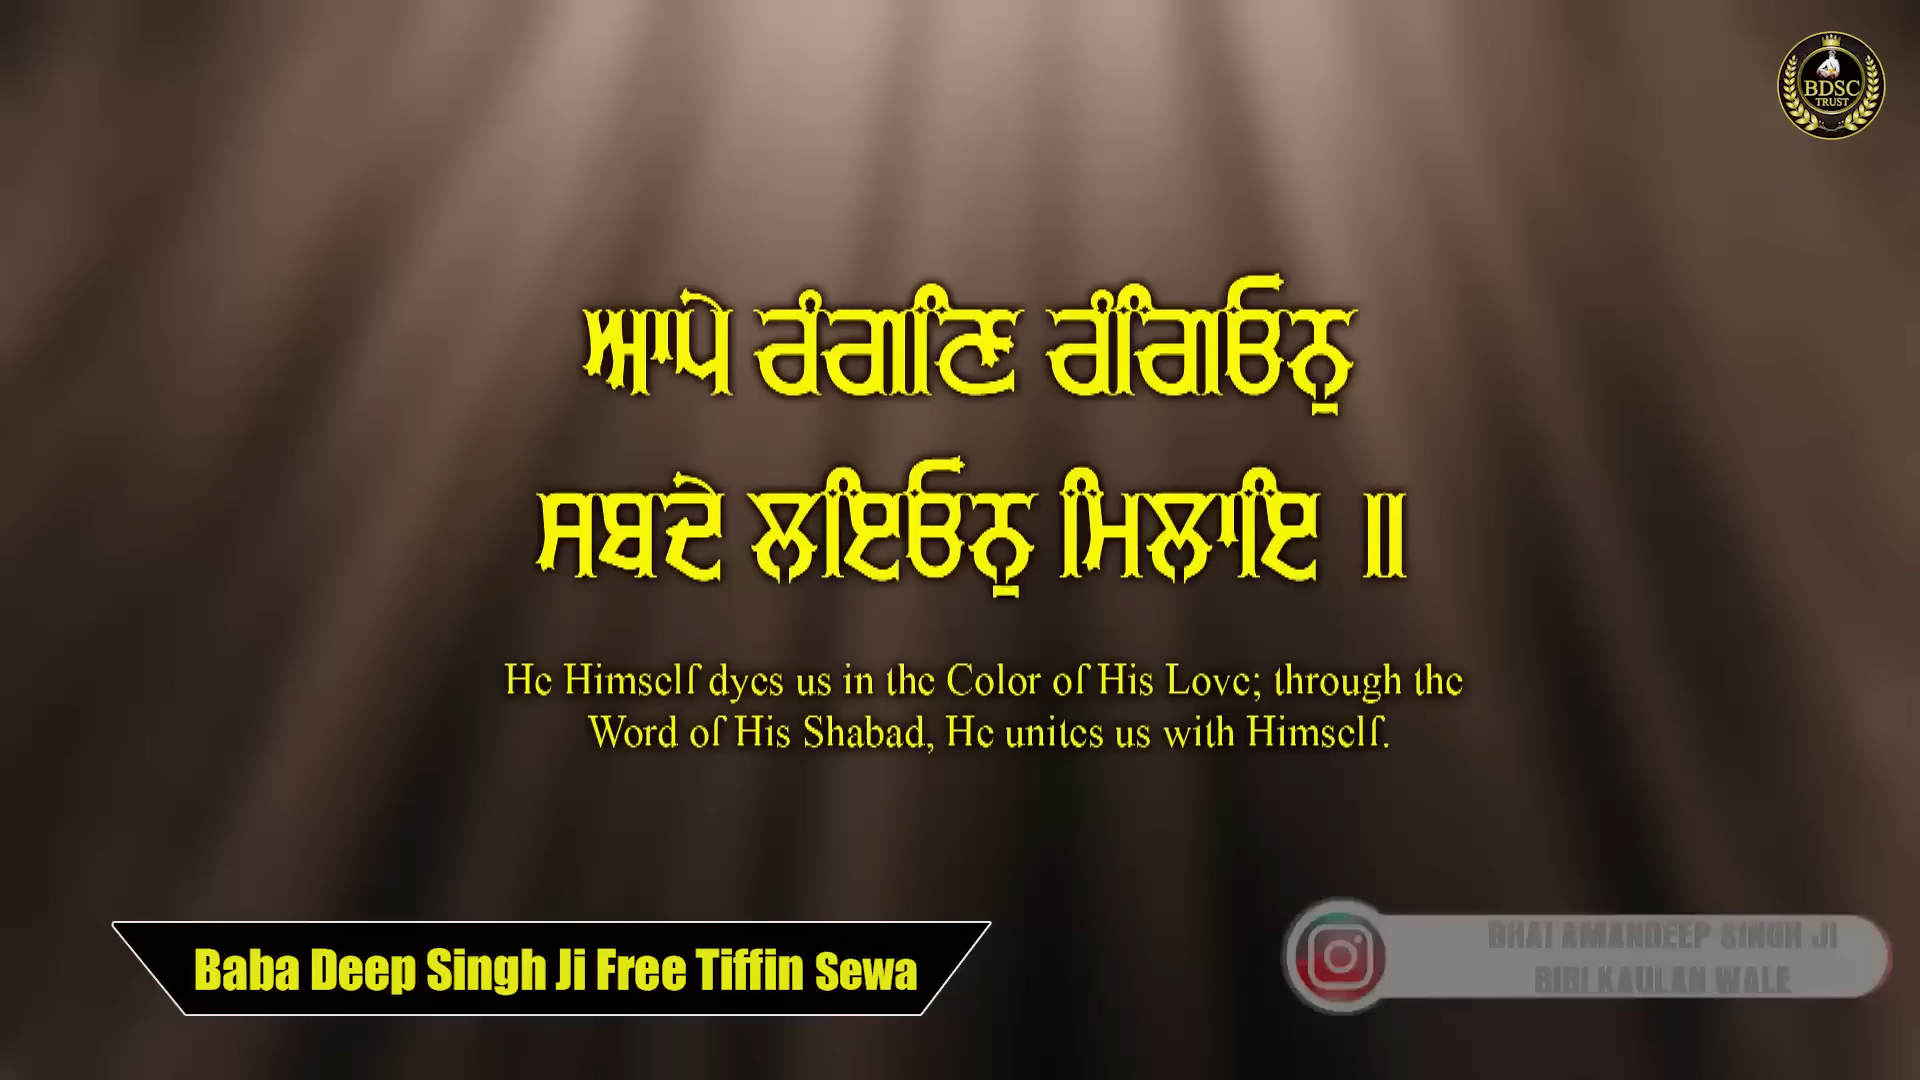 BDSC
TRUST
ਆਪੇ ਰੰਗਣਿ ਰੰਗਿਓਨੁ
ਸਬਦੇ ਲਇਓਨੁ ਮਿਲਾਇ ॥
He Himself dyes us in the Color of His Love; through the
Word of His Shabad, He unites us with Himself.
Baba Deep Singh Ji Free Tiffin Sewa
BHAI AMANDEEP SINGH JI
BIBI KAULAN WALE